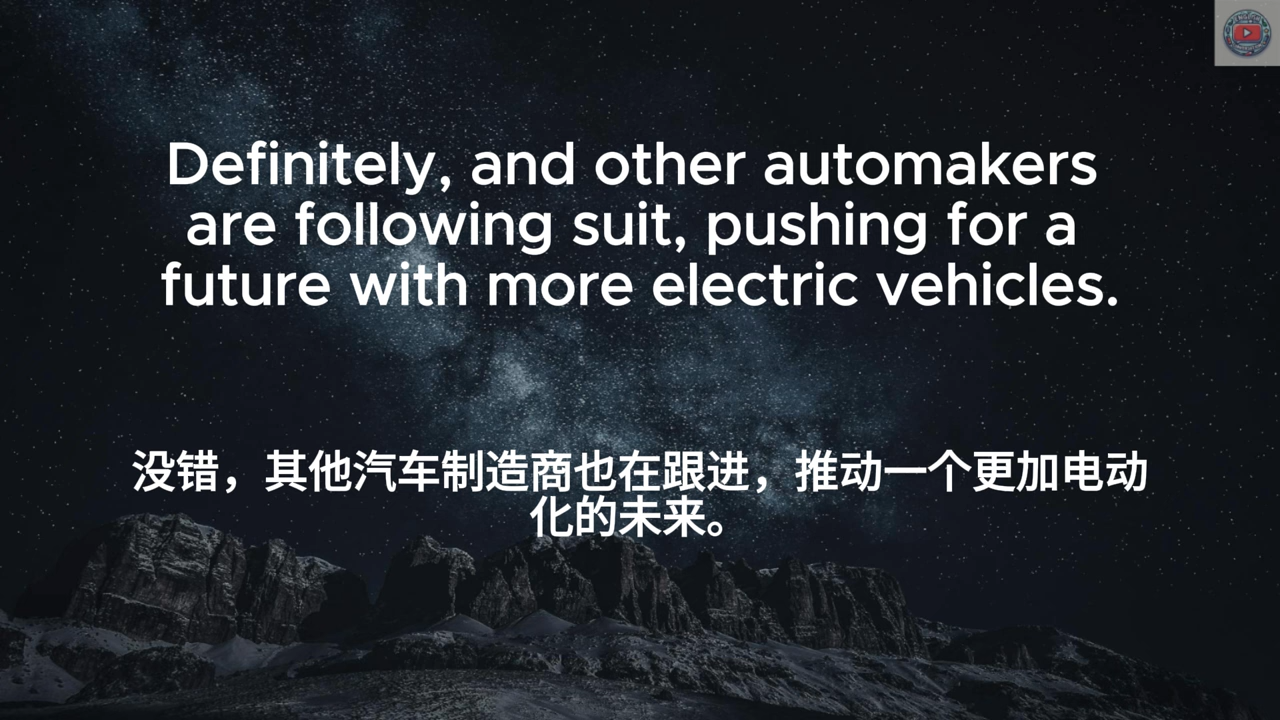 Definitely, and other automakers
are following suit, pushing for a
future with more electric vehicles.
没错，其他汽车制造商也在跟进，推动一个更加电动
化的未来。